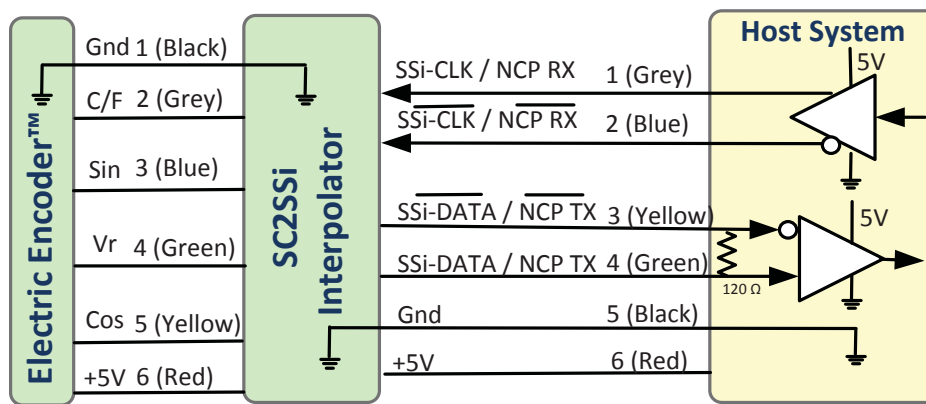 Electric Encoder™
Gnd 1 (Black)
C/F 2 (Grey)
Sin 3 (Blue)
Vr 4 (Green)
Cos 5 (Yellow)
+5V 6 (Red)
SC2SSi
Interpolator
SSi-CLK / NCP RX 1 (Grey)
SSi-CLK / NCP RX 2 (Blue)
SSi-DATA / NCP TX 3 (Yellow)
SSi-DATA / NCP TX 4 (Green)
Gnd 5 (Black)
+5V 6 (Red)
Host System
5V
5V
120 Ω